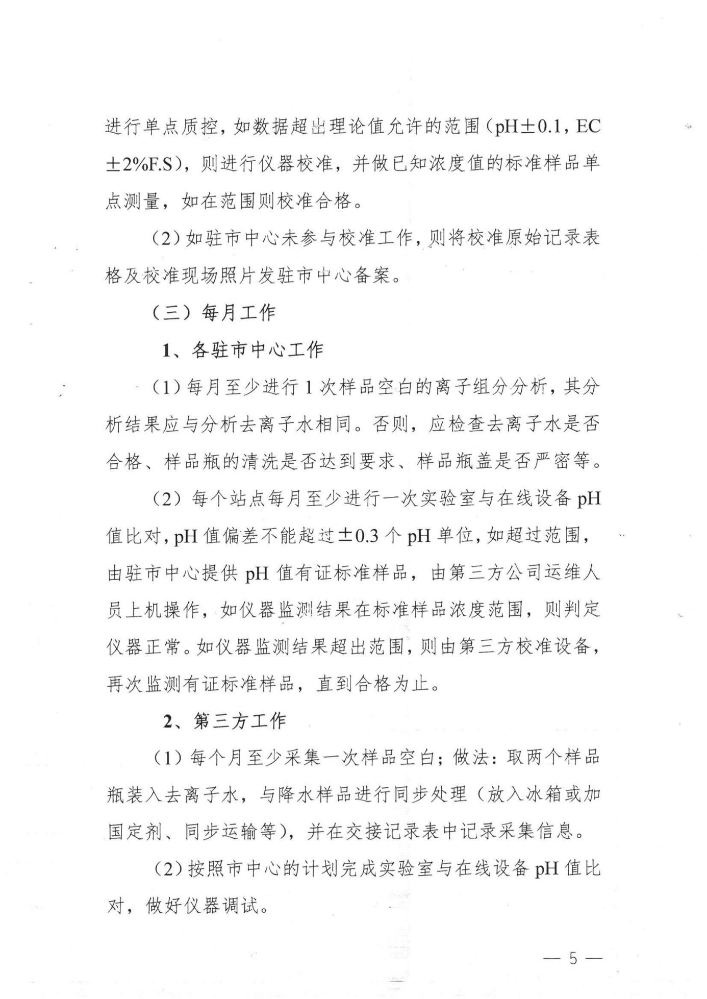 进行单点质控，如数据超出理论值允许的范围（pH±0.1，EC
±2%F.S），则进行仪器校准，并做已知浓度值的标准样品单
点测量，如在范围则校准合格。
（2）如驻市中心未参与校准工作，则将校准原始记录表
格及校准现场照片发驻市中心备案。
（三）每月工作
1、各驻市中心工作
（1）每月至少进行 1 次样品空白的离子组分分析，其分
析结果应与分析去离子水相同。否则，应检查去离子水是否
合格、样品瓶的清洗是否达到要求、样品瓶盖是否严密等。
（2）每个站点每月至少进行一次实验室与在线设备 pH
值比对，pH 值偏差不能超过±0.3 个 pH 单位，如超过范围，
由驻市中心提供 pH 值有证标准样品，由第三方公司运维人
员上机操作，如仪器监测结果在标准样品浓度范围，则判定
仪器正常。如仪器监测结果超出范围，则由第三方校准设备，
再次监测有证标准样品，直到合格为止。
2、第三方工作
（1）每个月至少采集一次样品空白；做法：取两个样品
瓶装入去离子水，与降水样品进行同步处理（放入冰箱或加
国定剂、同步运输等），并在交接记录表中记录采集信息。
（2）按照市中心的计划完成实验室与在线设备 pH 值比
对，做好仪器调试。
— 5 —